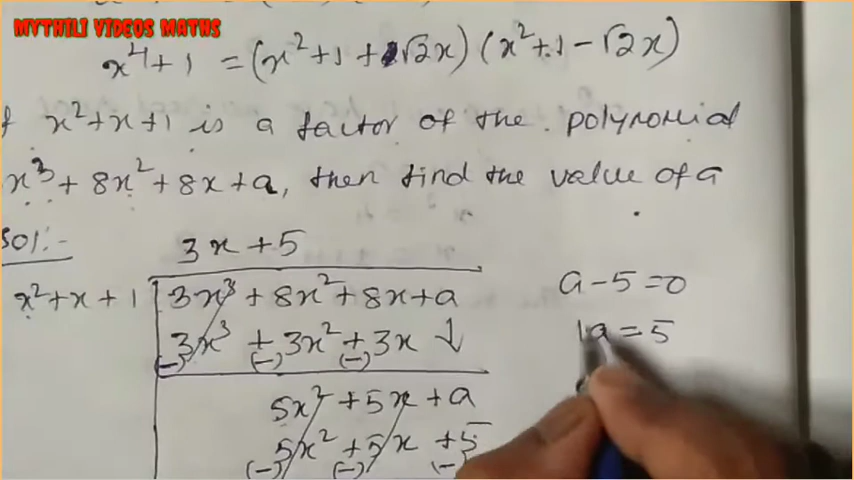 MYTHILI VIDEOS MATHS
x⁴+1 = (x²+1+√2x) (x²+1-√2x)
f x²+x+1 is a factor of the polynomial
x³+8x²+8x+a, then find the value of a
Sol:-
3x+5
x²+x+1 3x³+8x²+8x+a
3x³+3x²+3x ↓
(-) (-) (-)
5x²+5x+a
5x²+5x+5
(-) (-) (-)
a-5=0
a=5